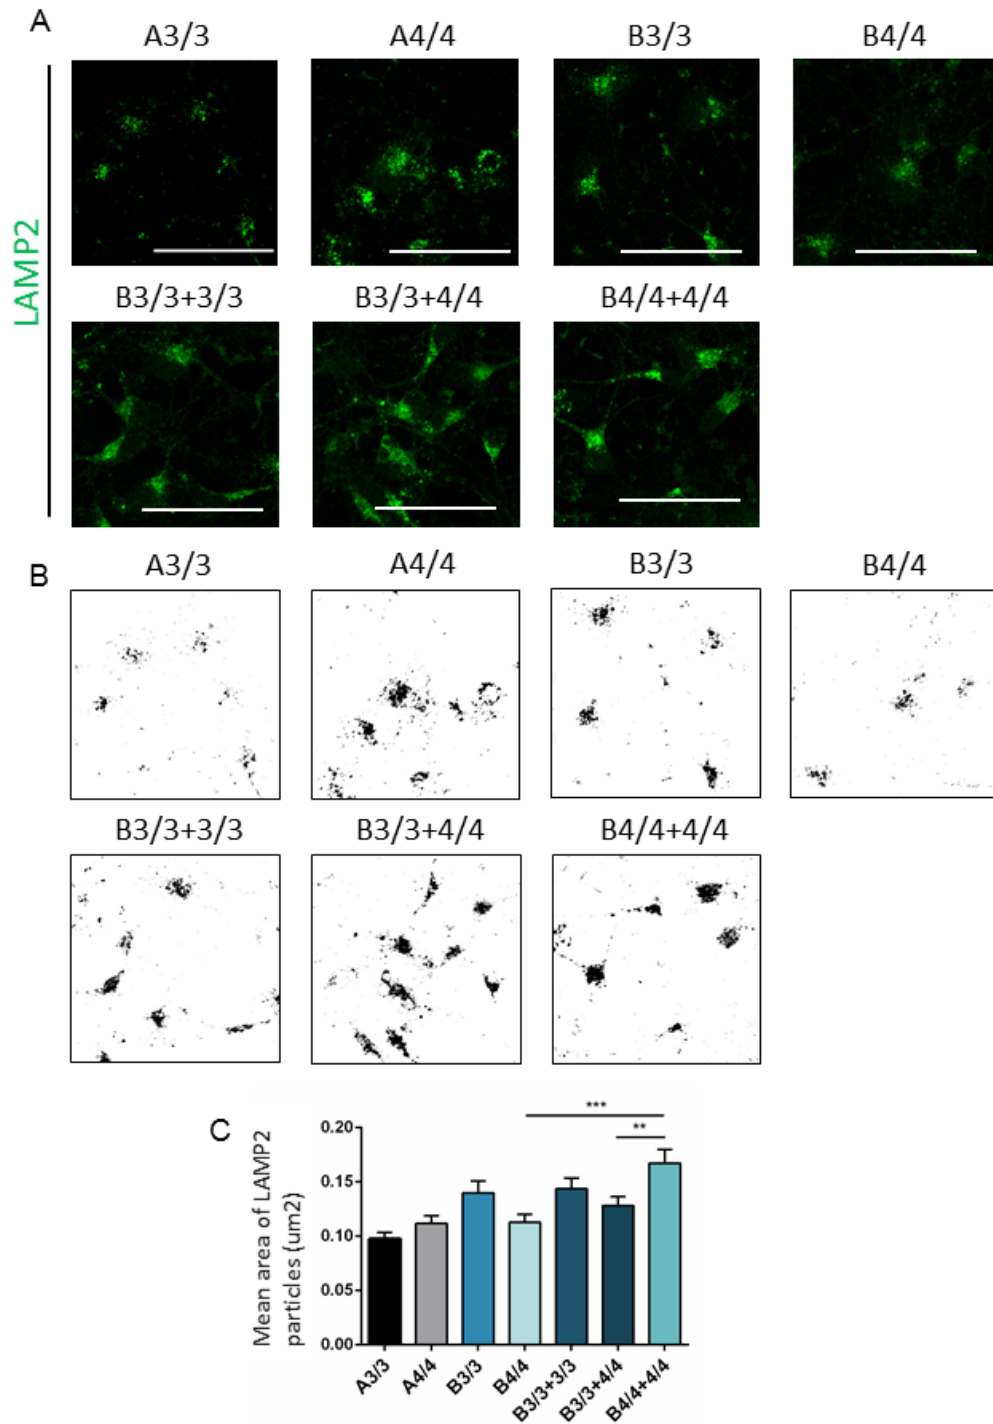 A
A3/3 A4/4 B3/3 B4/4
LAMP2
B3/3+3/3 B3/3+4/4 B4/4+4/4
B
A3/3 A4/4 B3/3 B4/4
B3/3+3/3 B3/3+4/4 B4/4+4/4
C
***
**
Mean area of LAMP2
particles (um2)
0.20
0.15
0.10
0.05
0.00
A3/3 A4/4 B3/3 B4/4 B3/3+3/3 B3/3+4/4 B4/4+4/4